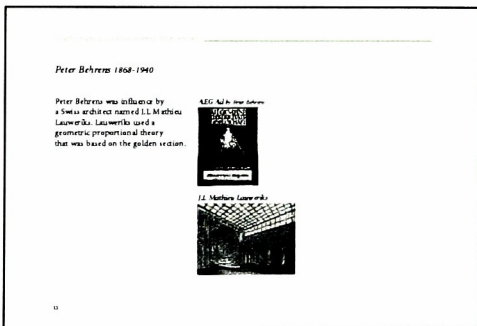 Peter Behrens 1868-1940
Peter Behrens was influence by
a Swiss architect named J.L Mathieu
Lauweriks. Lauweriks used a
geometric proportional theory
that was based on the golden section.
AEG Ad by Peter Behrens
J.L Mathieu Lauweriks